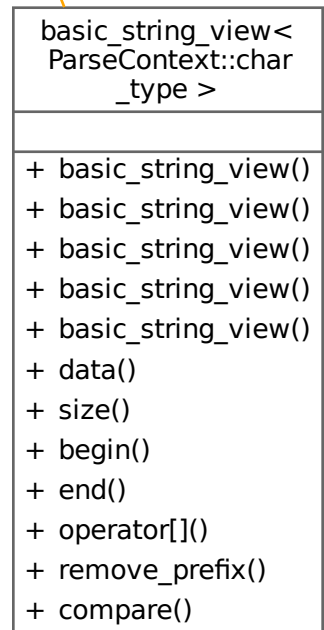 basic_string_view<
ParseContext::char
_type >
+ basic_string_view()
+ basic_string_view()
+ basic_string_view()
+ basic_string_view()
+ basic_string_view()
+ data()
+ size()
+ begin()
+ end()
+ operator[]()
+ remove_prefix()
+ compare()